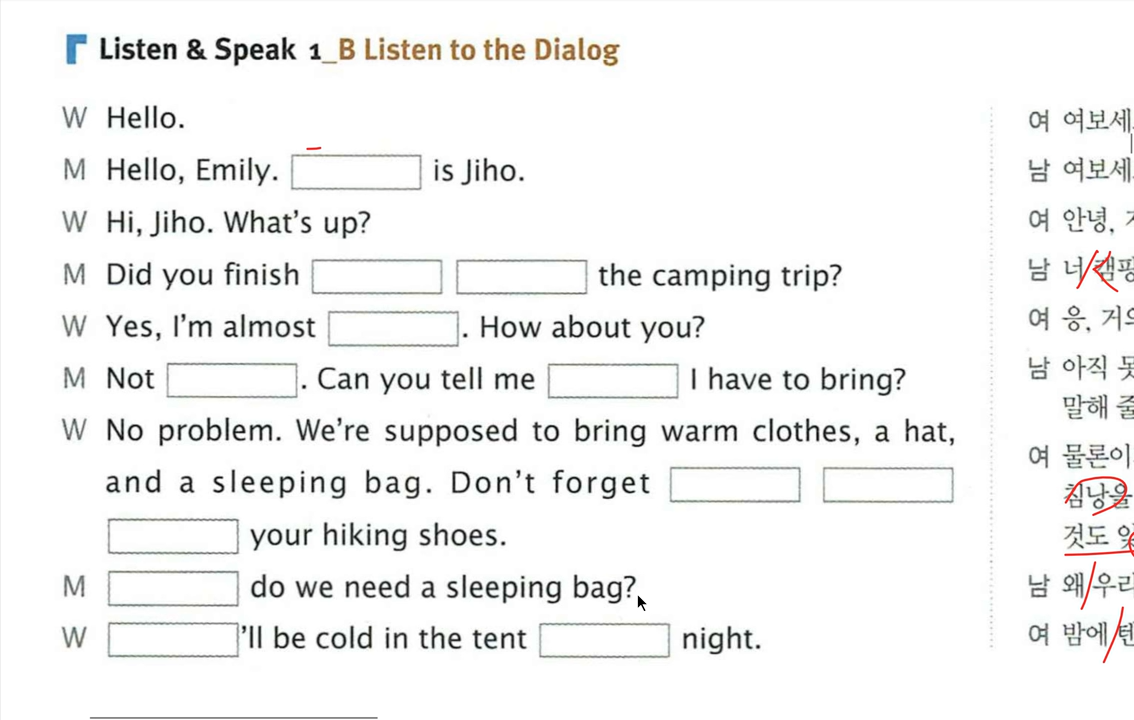 Listen & Speak 1_B Listen to the Dialog
W Hello.
M Hello, Emily. is Jiho.
W Hi, Jiho. What's up?
M Did you finish the camping trip?
W Yes, I'm almost . How about you?
M Not . Can you tell me I have to bring?
W No problem. We're supposed to bring warm clothes, a hat,
and a sleeping bag. Don't forget
your hiking shoes.
M do we need a sleeping bag?
W 'll be cold in the tent night.
여 여보세
남 여보세
여 안녕,
남 너 캠핑
여 응, 거의
남 아직 못
말해 줄
여 물론이
침낭을
것도 잊
남 왜 우리
여 밤에 텐